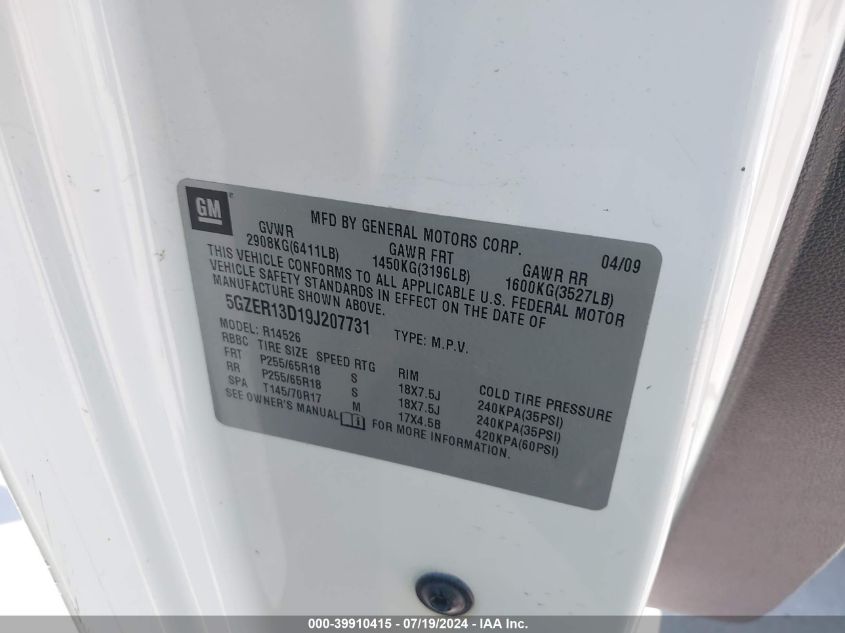 GM
MFD BY GENERAL MOTORS CORP. 04/09
GVWR GAWR FRT GAWR RR
2908KG(6411LB) 1450KG(3196LB) 1600KG(3527LB)
THIS VEHICLE CONFORMS TO ALL APPLICABLE U.S. FEDERAL MOTOR
VEHICLE SAFETY STANDARDS IN EFFECT ON THE DATE OF
MANUFACTURE SHOWN ABOVE.
5GZER13D19J207731 TYPE: M.P.V.
MODEL: R14526
RBBC TIRE SIZE SPEED RTG RIM COLD TIRE PRESSURE
FRT P255/65R18 S 18X7.5J 240KPA(35PSI)
RR P255/65R18 S 18X7.5J 240KPA(35PSI)
SPA T145/70R17 M 17X4.5B 420KPA(60PSI)
SEE OWNER'S MANUAL FOR MORE INFORMATION.
000-39910415 - 07/19/2024 - IAA Inc.